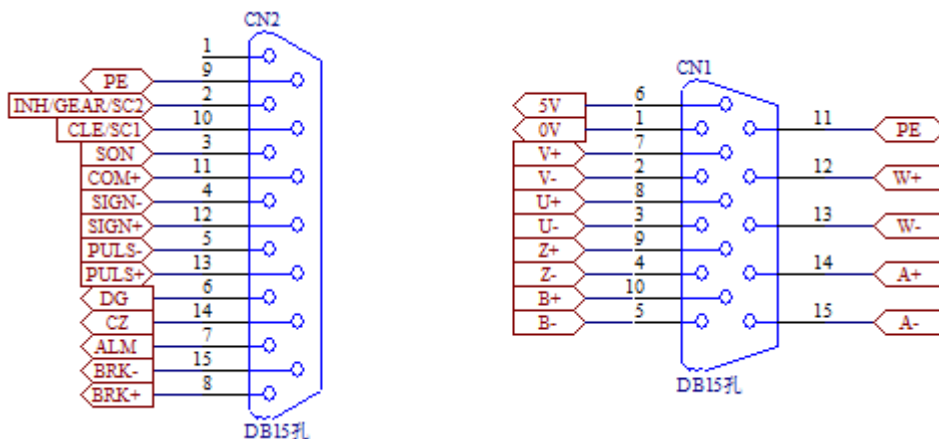 CN2
1
PE 9
INH/GEAR/SC2 2
CLE/SC1 10
SON 3
COM+ 11
SIGN- 4
SIGN+ 12
PULS- 5
PULS+ 13
DG 6
CZ 14
ALM 7
BRK- 15
BRK+ 8
DB15孔
CN1
5V 6
0V 1 11 PE
V+ 7
V- 2 12 W+
U+ 8
U- 3 13 W-
Z+ 9
Z- 4 14 A+
B+ 10
B- 5 15 A-
DB15孔